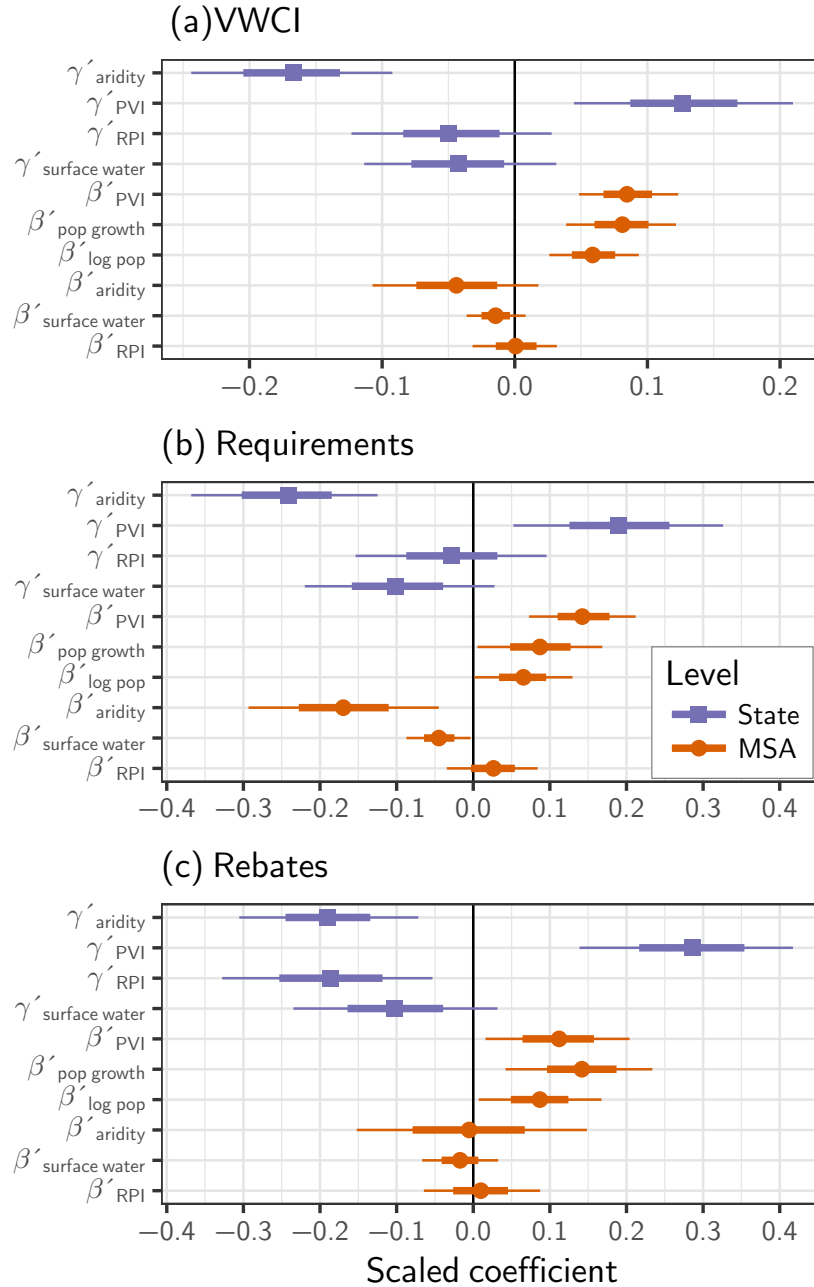 (a)VWCI
γ′aridity
γ′PVI
γ′RPI
γ′surface water
β′PVI
β′pop growth
β′log pop
β′aridity
β′surface water
β′RPI
−0.2 −0.1 0.0 0.1 0.2
(b) Requirements
γ′aridity
γ′PVI
γ′RPI
γ′surface water
β′PVI
β′pop growth
β′log pop
β′aridity
β′surface water
β′RPI
Level
State
MSA
−0.4 −0.3 −0.2 −0.1 0.0 0.1 0.2 0.3 0.4
(c) Rebates
γ′aridity
γ′PVI
γ′RPI
γ′surface water
β′PVI
β′pop growth
β′log pop
β′aridity
β′surface water
β′RPI
−0.4 −0.3 −0.2 −0.1 0.0 0.1 0.2 0.3 0.4
Scaled coefficient